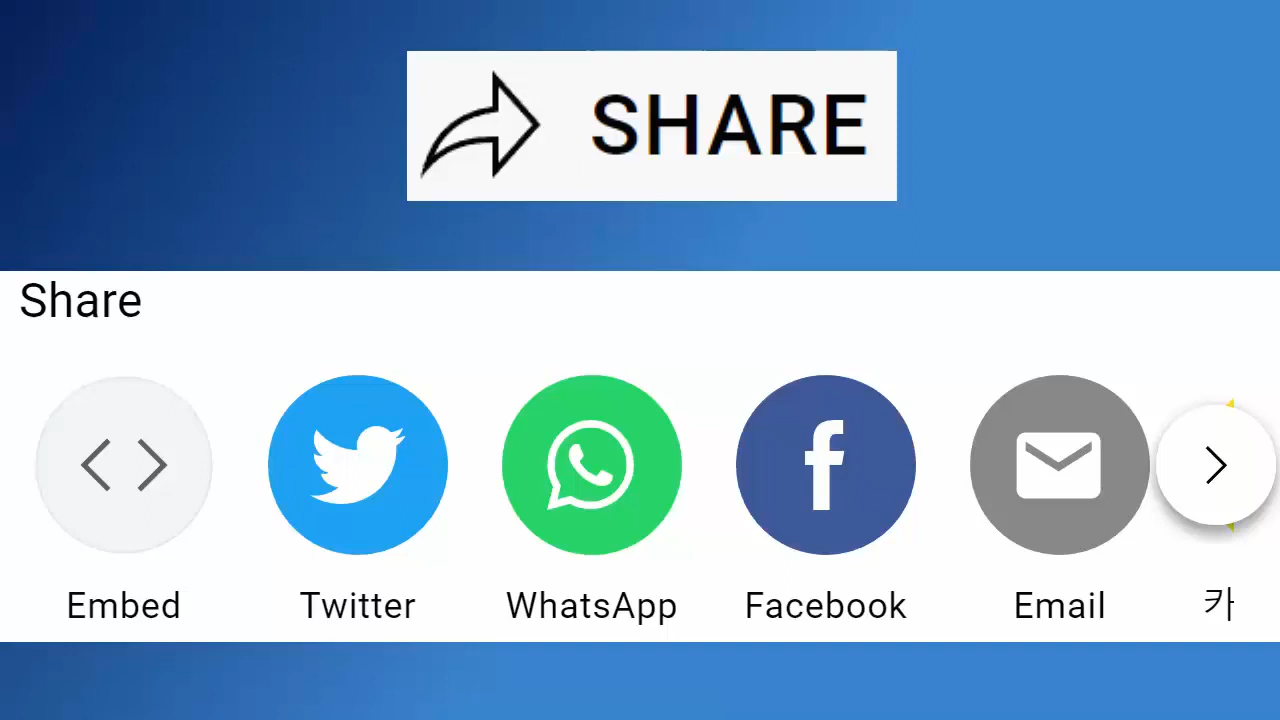 SHARE
Share
Embed
Twitter
WhatsApp
Facebook
Email
카